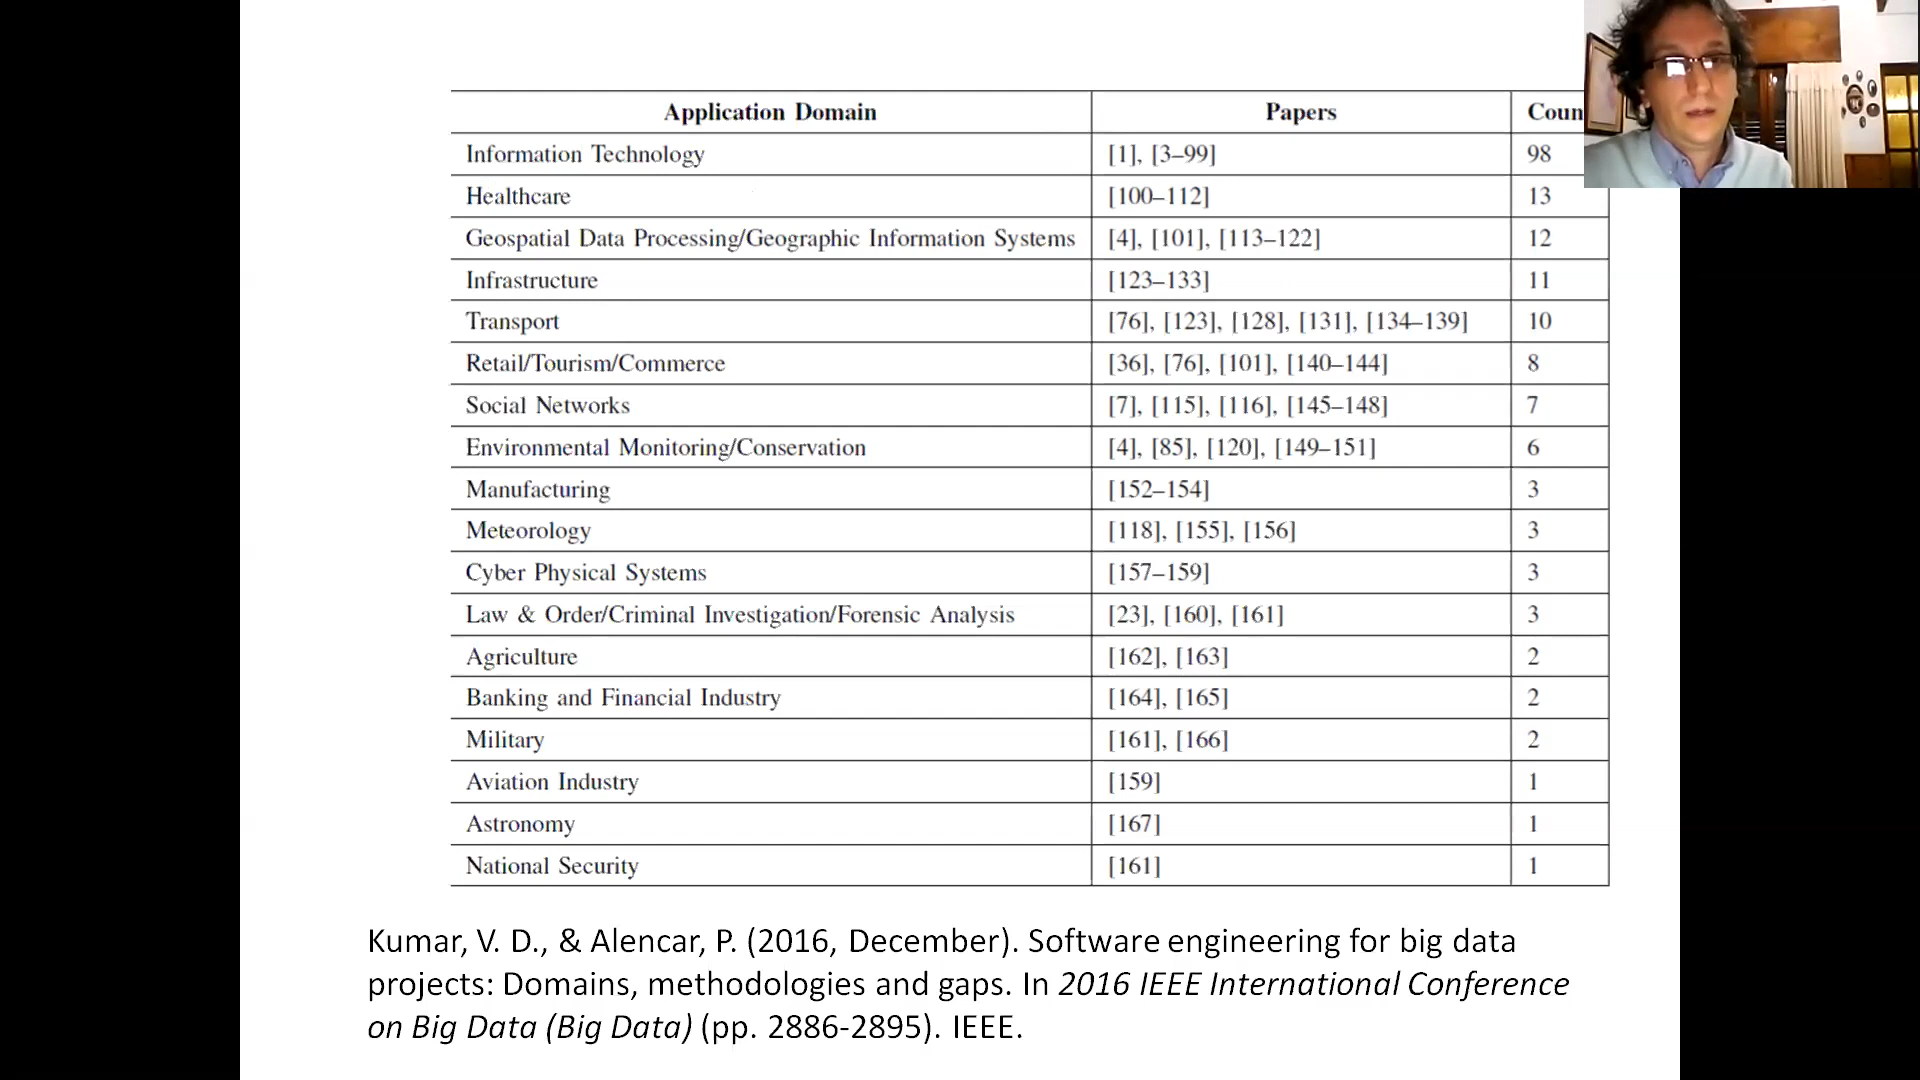 Application Domain Papers Coun
Information Technology [1], [3–99] 98
Healthcare [100–112] 13
Geospatial Data Processing/Geographic Information Systems [4], [101], [113–122] 12
Infrastructure [123–133] 11
Transport [76], [123], [128], [131], [134–139] 10
Retail/Tourism/Commerce [36], [76], [101], [140–144] 8
Social Networks [7], [115], [116], [145–148] 7
Environmental Monitoring/Conservation [4], [85], [120], [149–151] 6
Manufacturing [152–154] 3
Meteorology [118], [155], [156] 3
Cyber Physical Systems [157–159] 3
Law & Order/Criminal Investigation/Forensic Analysis [23], [160], [161] 3
Agriculture [162], [163] 2
Banking and Financial Industry [164], [165] 2
Military [161], [166] 2
Aviation Industry [159] 1
Astronomy [167] 1
National Security [161] 1
Kumar, V. D., & Alencar, P. (2016, December). Software engineering for big data
projects: Domains, methodologies and gaps. In 2016 IEEE International Conference
on Big Data (Big Data) (pp. 2886-2895). IEEE.